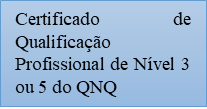 Certificado de
Qualificação
Profissional de Nível 3
ou 5 do QNQ